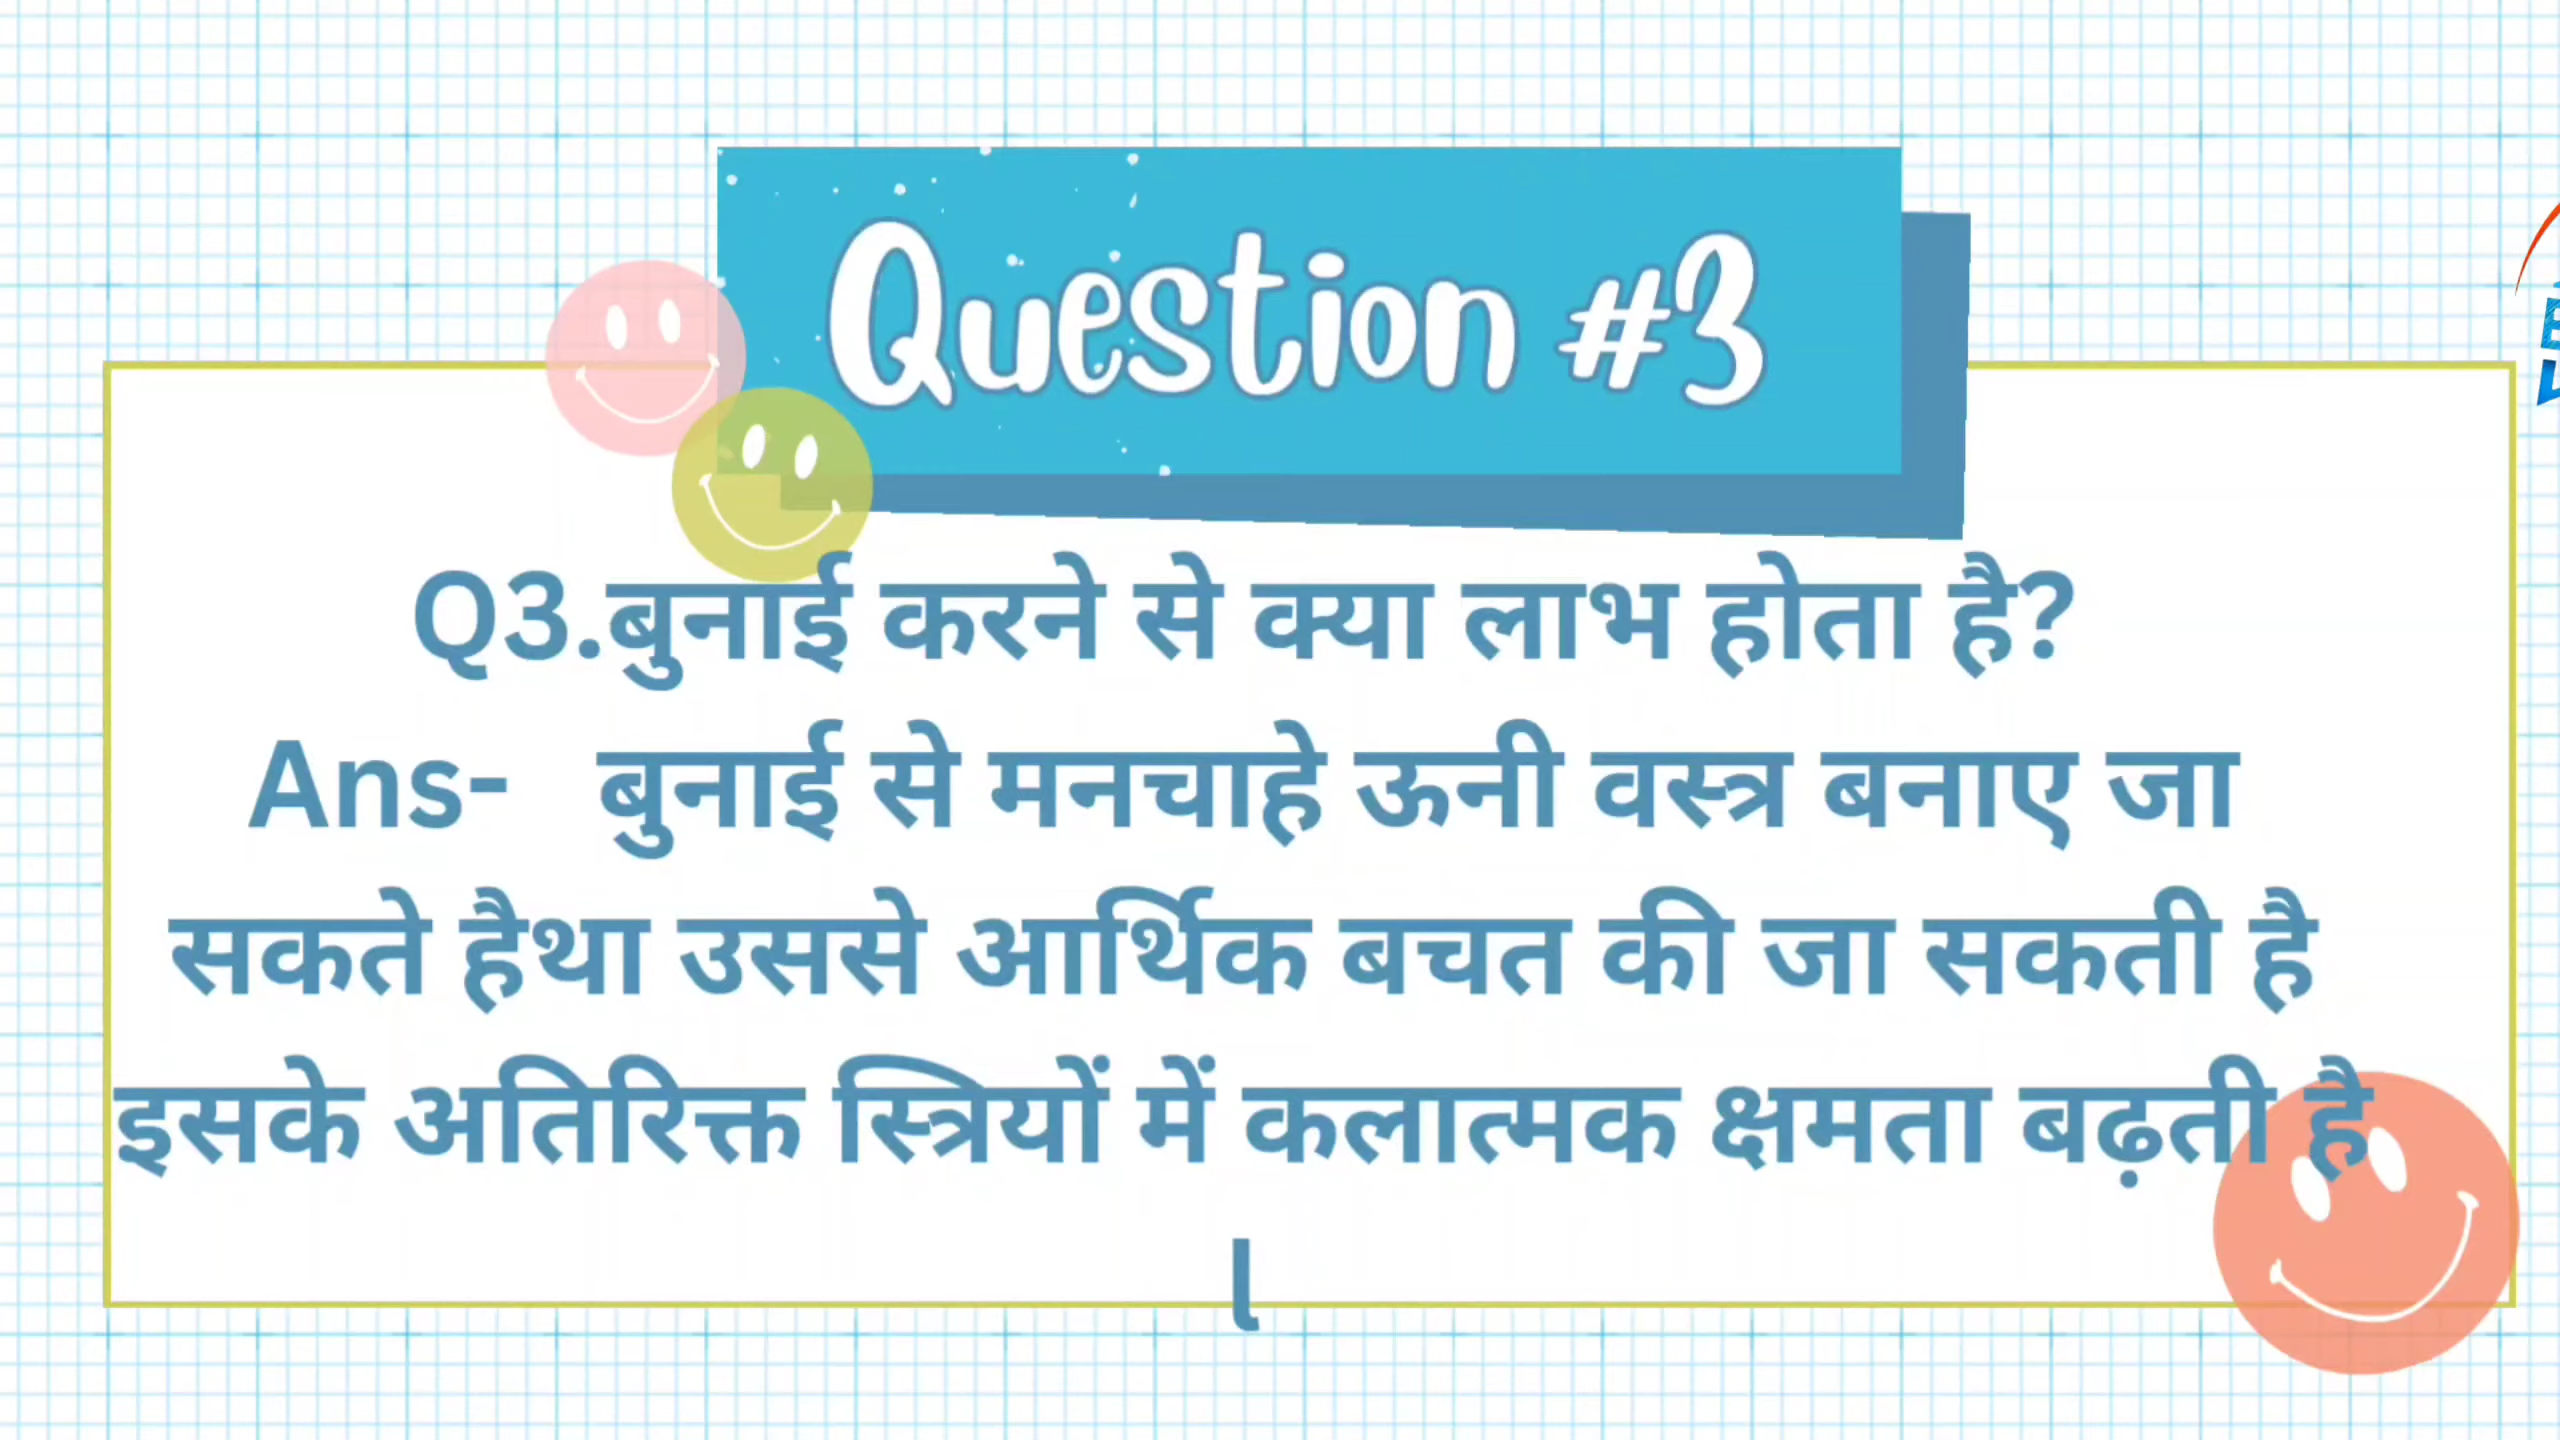 Question #3
Q3.बुनाई करने से क्या लाभ होता है?
Ans- बुनाई से मनचाहे ऊनी वस्त्र बनाए जा
सकते हैथा उससे आर्थिक बचत की जा सकती है
इसके अतिरिक्त स्त्रियों में कलात्मक क्षमता बढ़ती है
l